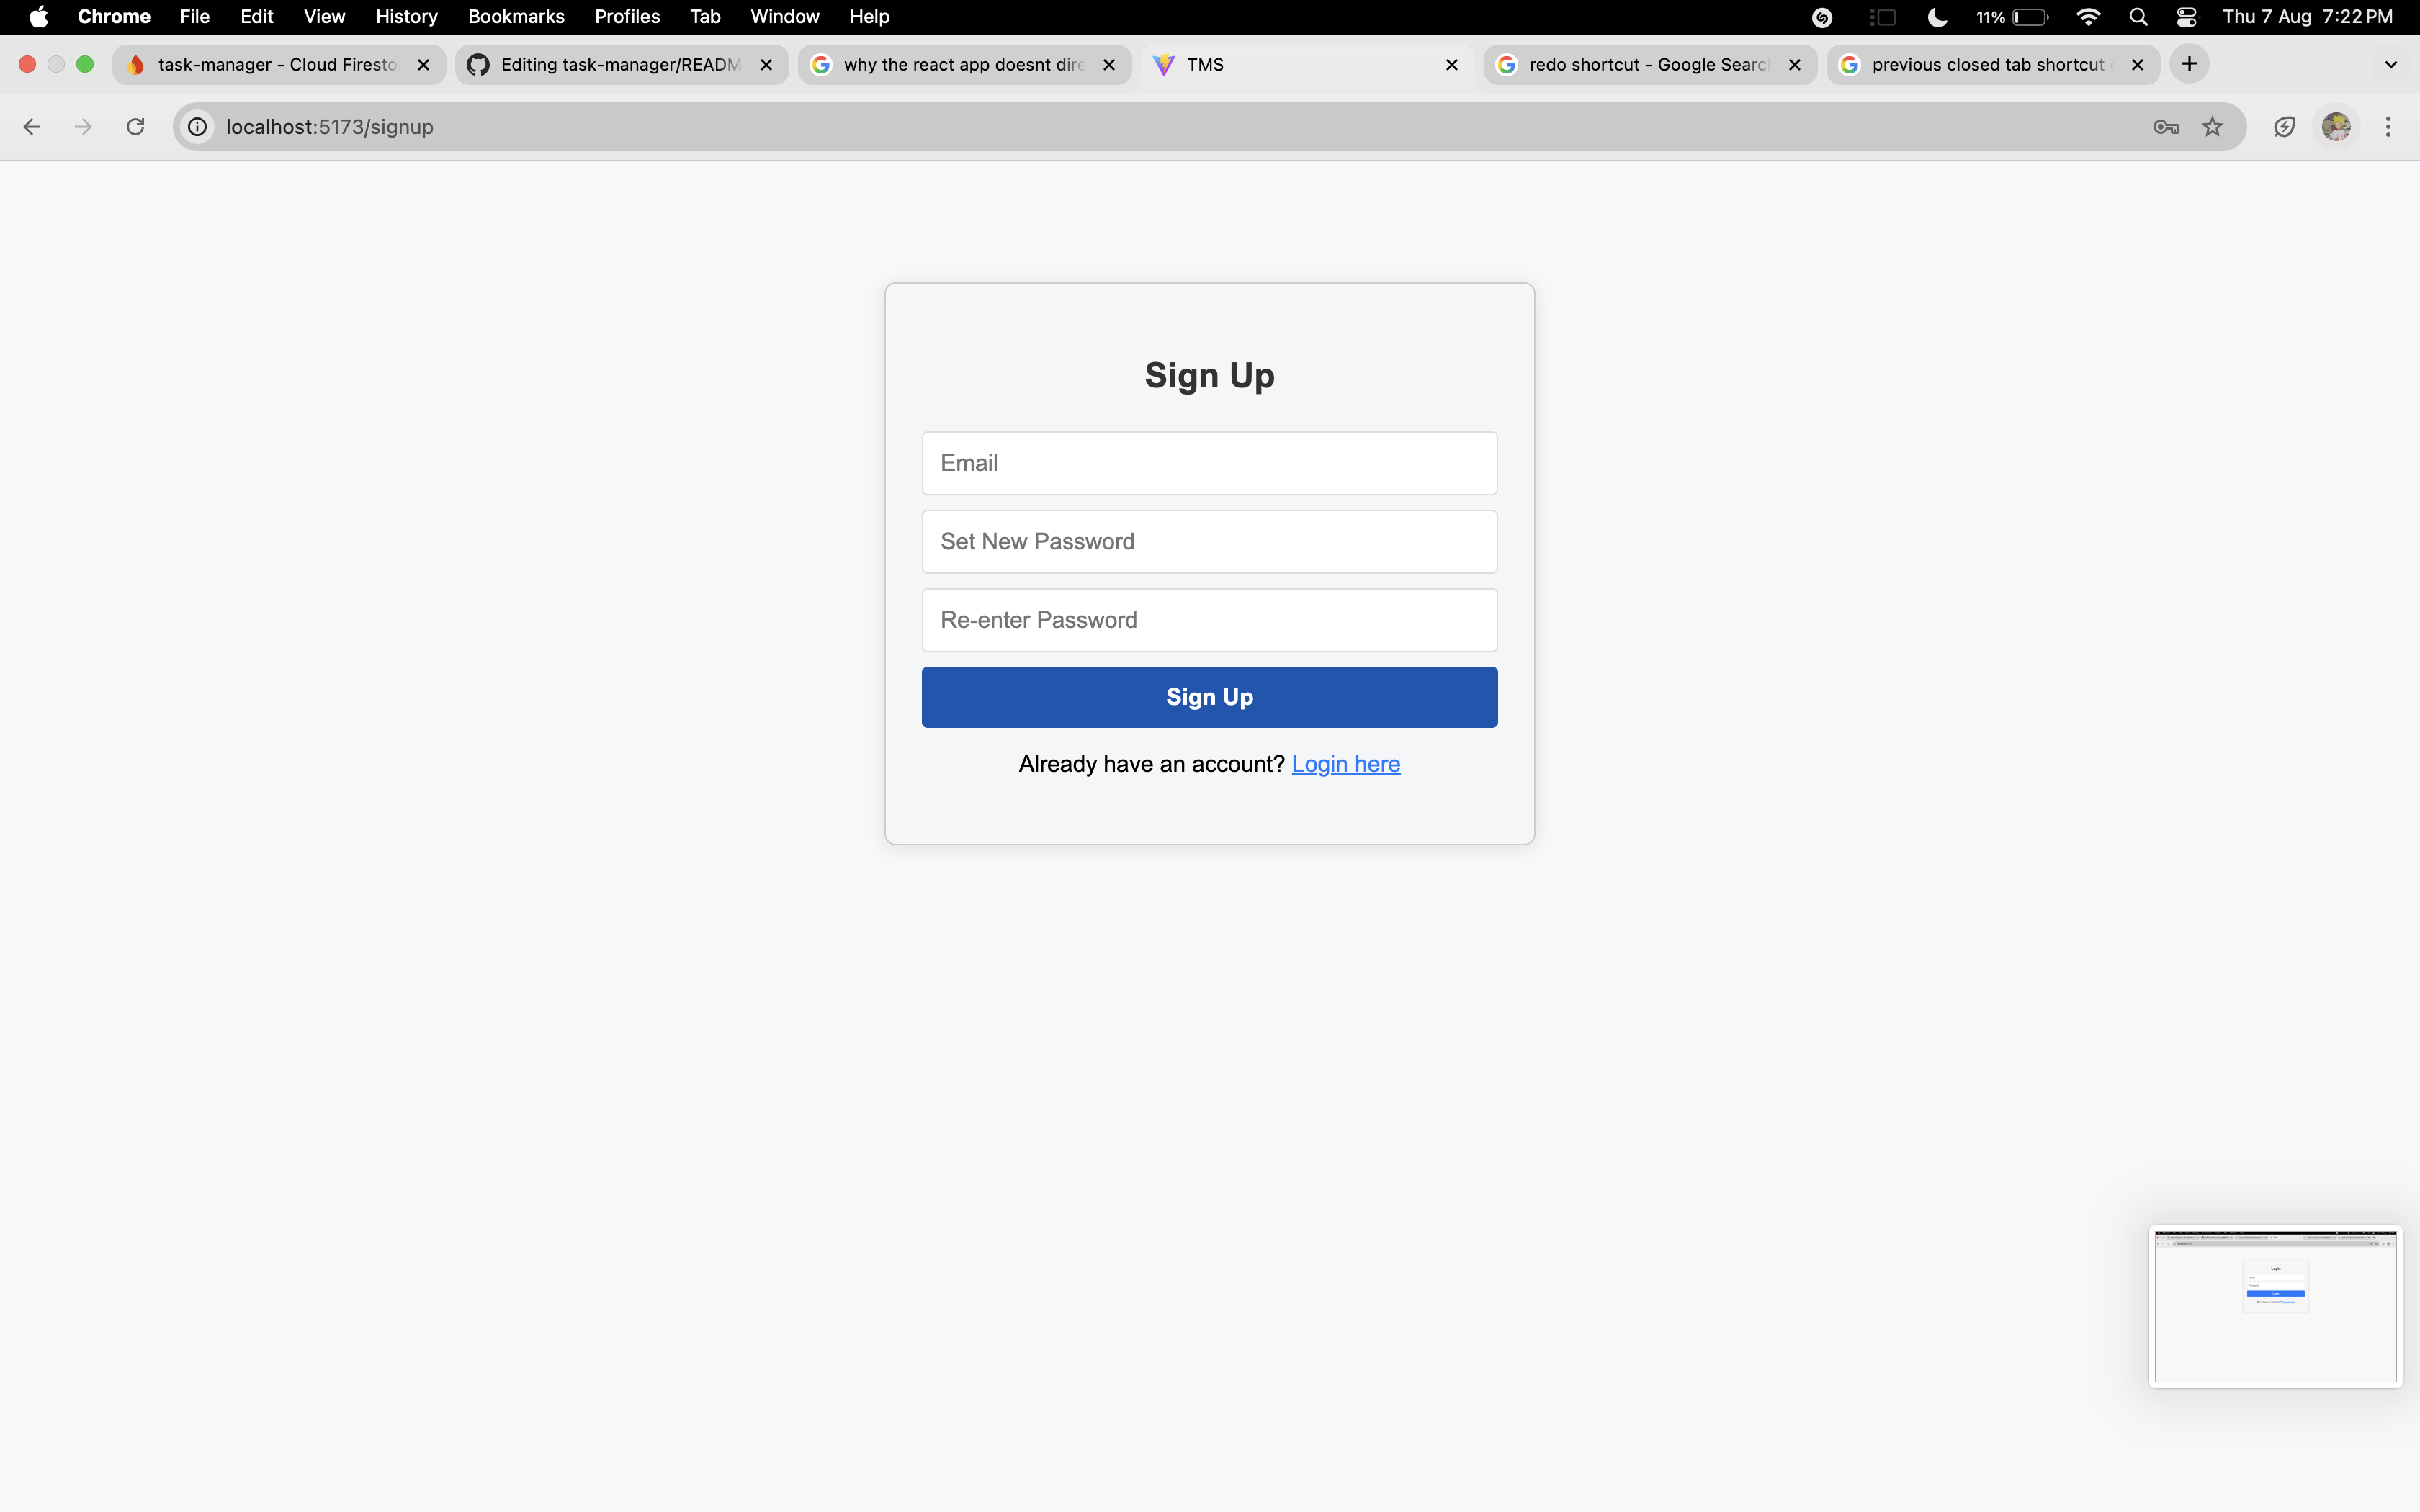 Chrome File Edit View History Bookmarks Profiles Tab Window Help 11% Thu 7 Aug 7:22 PM
task-manager - Cloud Firesto Editing task-manager/READM why the react app doesnt dire TMS redo shortcut - Google Searc previous closed tab shortcut
localhost:5173/signup
Sign Up
Email
Set New Password
Re-enter Password
Sign Up
Already have an account? Login here
Login